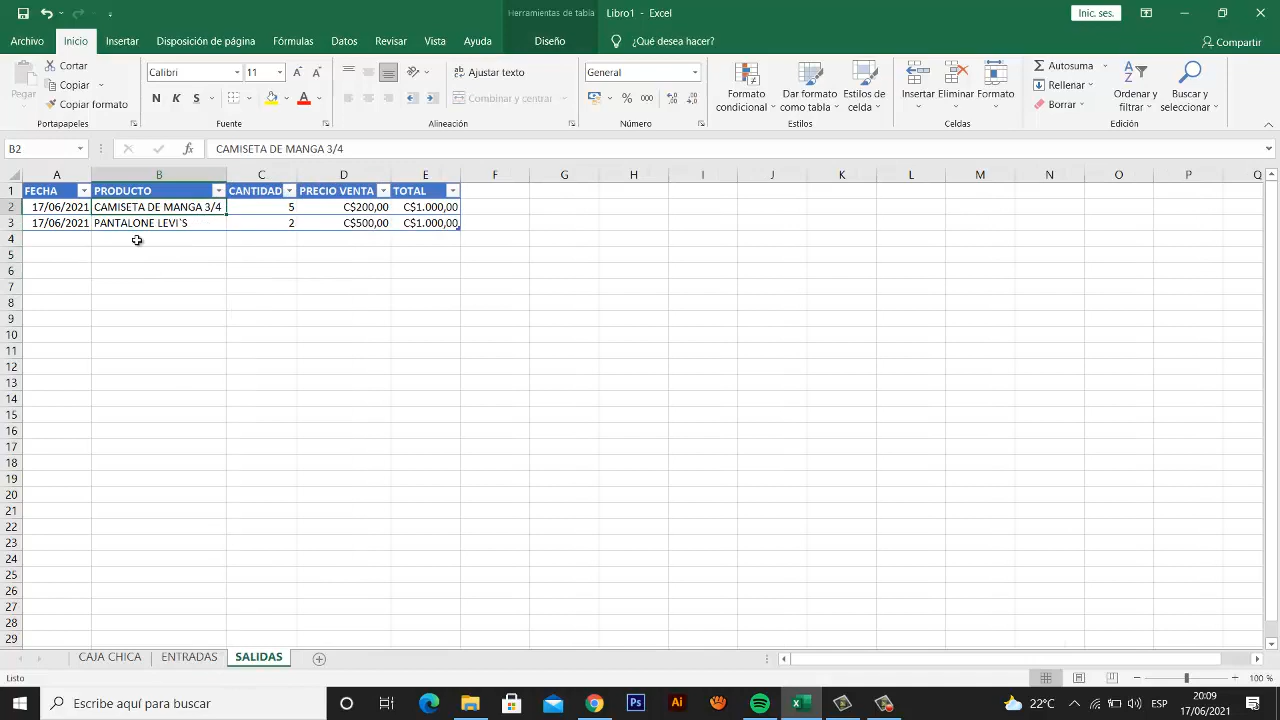 Herramientas de tabla
Libro1 - Excel
Inic. ses.
Archivo Inicio Insertar Disposición de página Fórmulas Datos Revisar Vista Ayuda Diseño ¿Qué desea hacer? Compartir
Pegar
Cortar
Copiar
Copiar formato
Portapapeles
Calibri 11
N K S
Fuente
Ajustar texto
Combinar y centrar
Alineación
General
% 000
Número
Formato condicional
Dar formato como tabla
Estilos de celda
Estilos
Insertar Eliminar Formato
Celdas
Autosuma
Rellenar
Borrar
Ordenar y filtrar
Buscar y seleccionar
Edición
B2 fx CAMISETA DE MANGA 3/4
A B C D E F G H I J K L M N O P Q
1 FECHA PRODUCTO CANTIDAD PRECIO VENTA TOTAL
2 17/06/2021 CAMISETA DE MANGA 3/4 5 C$200,00 C$1.000,00
3 17/06/2021 PANTALONE LEVI`S 2 C$500,00 C$1.000,00
4
5
6
7
8
9
10
11
12
13
14
15
16
17
18
19
20
21
22
23
24
25
26
27
28
29
CAJA CHICA ENTRADAS SALIDAS
Listo
100 %
Escribe aquí para buscar
Ps Ai
22°C
ESP
20:09
17/06/2021